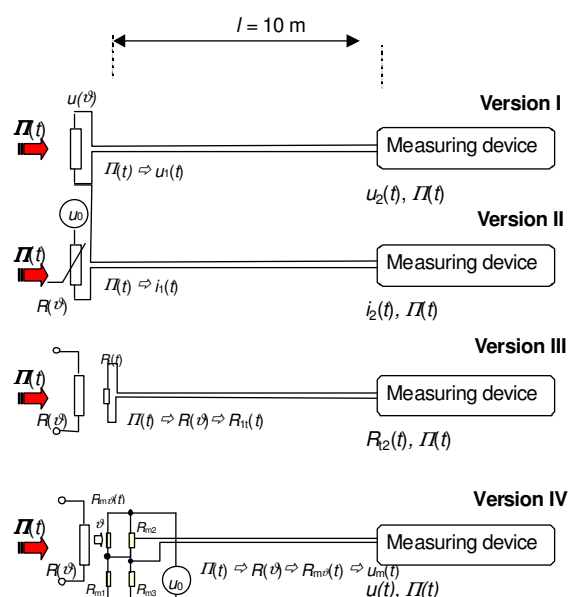 l = 10 m
Version I
u(ϑ)
Π(t)
Measuring device
Π(t) ⇨ u₁(t)
u₂(t), Π(t)
Version II
u₀
Π(t)
Measuring device
R(ϑ)
Π(t) ⇨ i₁(t)
i₂(t), Π(t)
Version III
R(t)
Π(t)
Measuring device
R(ϑ)
Π(t) ⇨ R(ϑ) ⇨ R₁t(t)
Rt2(t), Π(t)
Version IV
Rmϑ(t)
Π(t)
ϑ
Rm2
Measuring device
R(ϑ)
Rm1
Rm3
u₀
Π(t) ⇨ R(ϑ) ⇨ Rmϑ(t) ⇨ um(t)
u(t), Π(t)